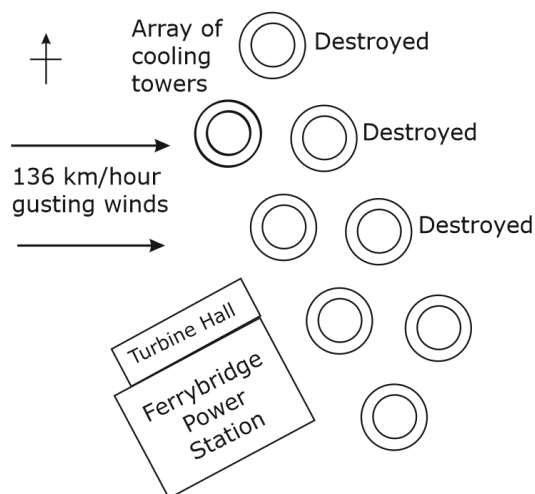 Array of
cooling
towers
Destroyed
Destroyed
136 km/hour
gusting winds
Destroyed
Turbine Hall
Ferrybridge
Power
Station